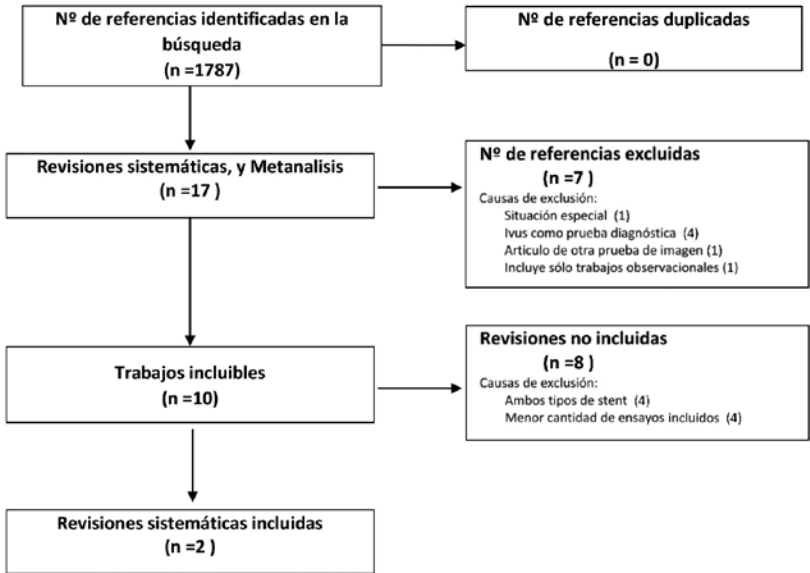 Nº de referencias identificadas en la
búsqueda
(n =1787)
Nº de referencias duplicadas
(n = 0)
Revisiones sistemáticas, y Metanalisis
(n =17 )
Nº de referencias excluidas
(n =7 )
Causas de exclusión:
Situación especial (1)
Ivus como prueba diagnóstica (4)
Articulo de otra prueba de imagen (1)
Incluye sólo trabajos observacionales (1)
Trabajos incluibles
(n =10)
Revisiones no incluidas
(n =8 )
Causas de exclusión:
Ambos tipos de stent (4)
Menor cantidad de ensayos incluidos (4)
Revisiones sistemáticas incluidas
(n =2 )